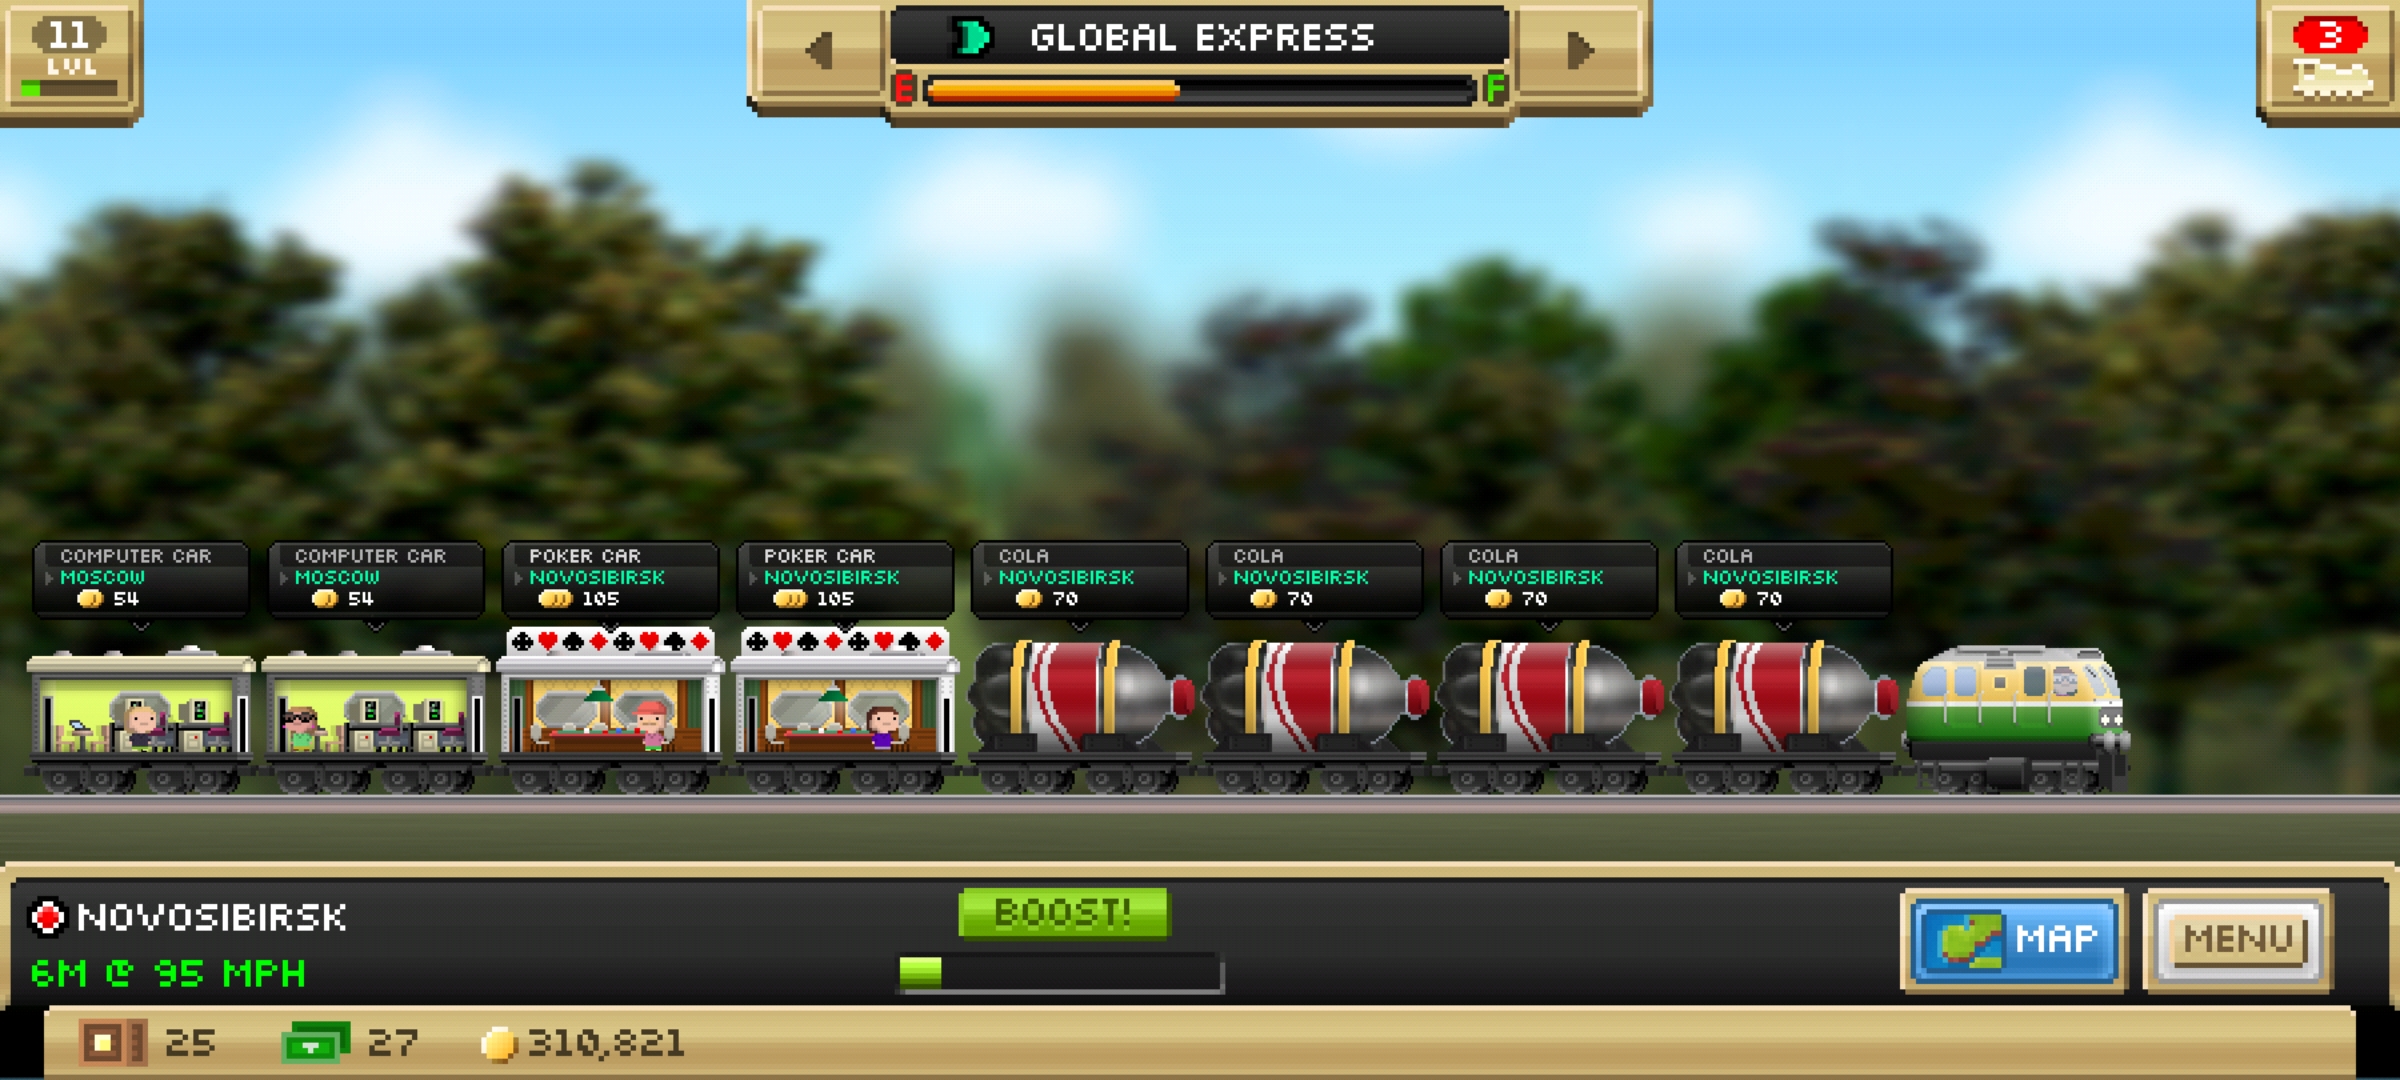 11
LVL
GLOBAL EXPRESS
E F
3
COMPUTER CAR
MOSCOW
54
COMPUTER CAR
MOSCOW
54
POKER CAR
NOVOSIBIRSK
105
POKER CAR
NOVOSIBIRSK
105
COLA
NOVOSIBIRSK
70
COLA
NOVOSIBIRSK
70
COLA
NOVOSIBIRSK
70
COLA
NOVOSIBIRSK
70
NOVOSIBIRSK
6M @ 95 MPH
BOOST!
MAP
MENU
25 27 310,821